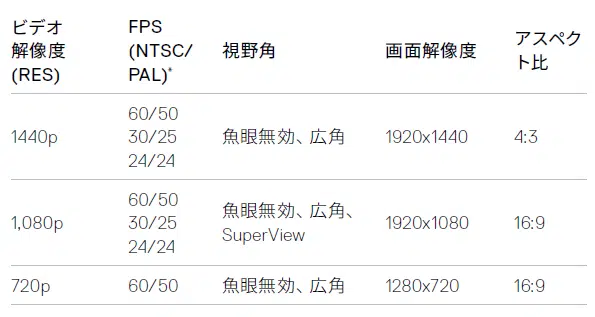 ビデオ
解像度
(RES)
FPS
(NTSC/
PAL)*
視野角
画面解像度
アスペク
ト比
1440p
60/50
30/25
24/24
魚眼無効、広角
1920x1440
4:3
1,080p
60/50
30/25
24/24
魚眼無効、広角、
SuperView
1920x1080
16:9
720p
60/50
魚眼無効、広角
1280x720
16:9